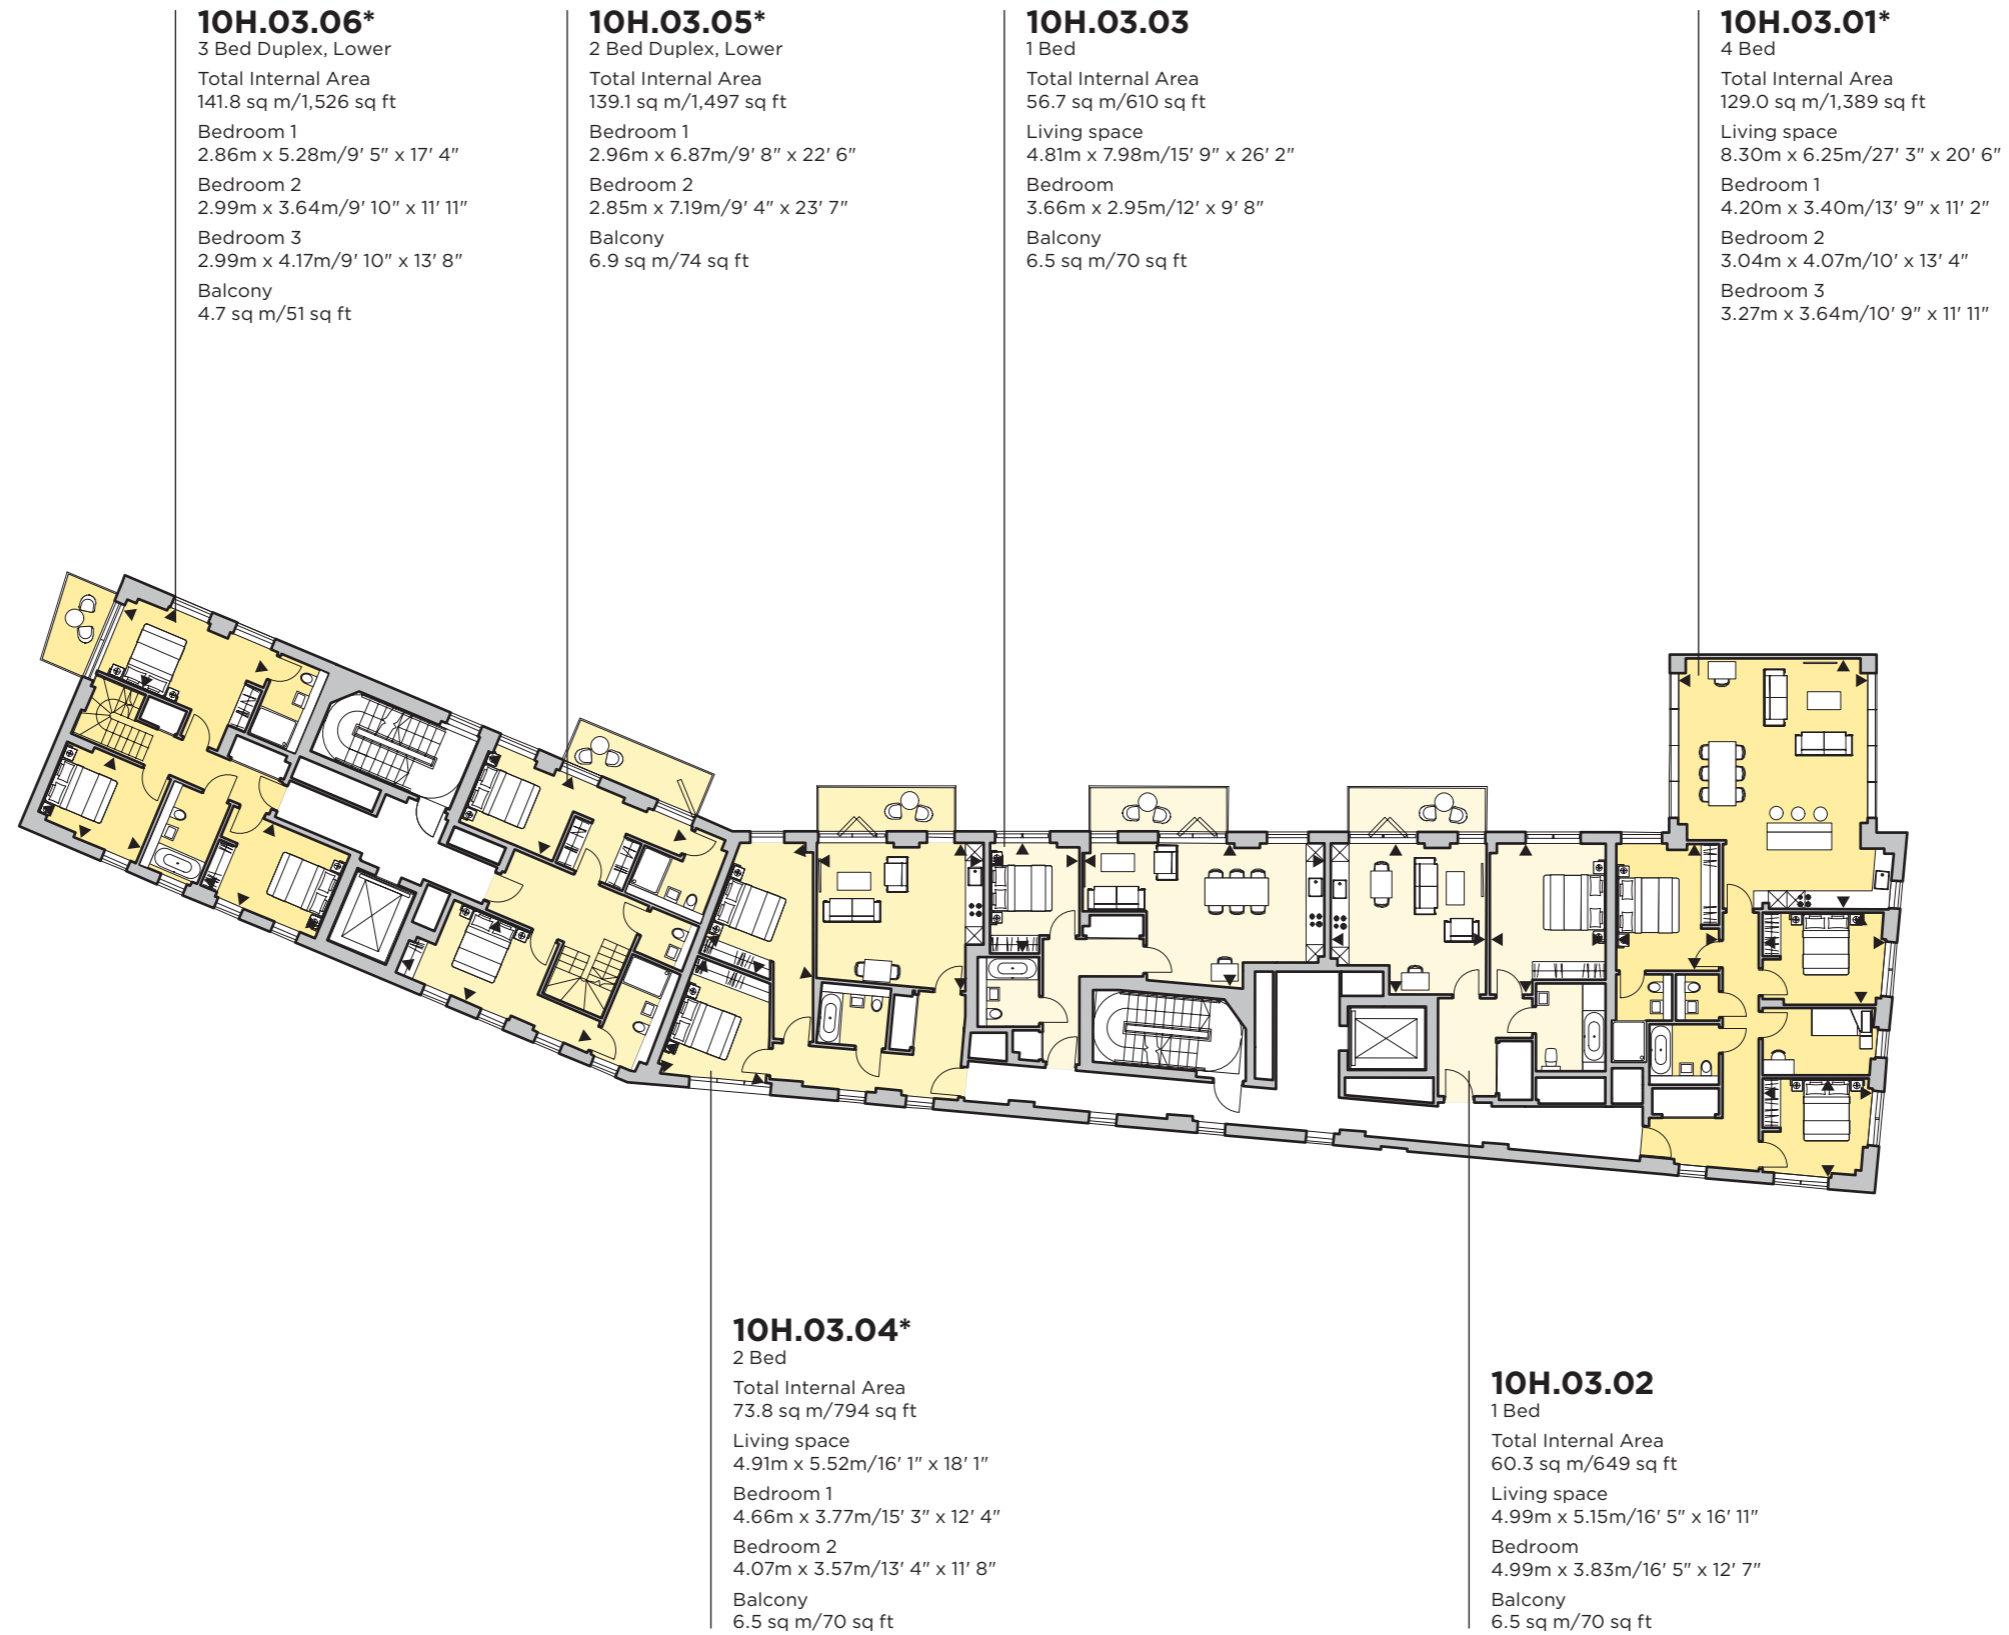 10H.03.06*
3 Bed Duplex, Lower
Total Internal Area
141.8 sq m/1,526 sq ft
Bedroom 1
2.86m x 5.28m/9' 5" x 17' 4"
Bedroom 2
2.99m x 3.64m/9' 10" x 11' 11"
Bedroom 3
2.99m x 4.17m/9' 10" x 13' 8"
Balcony
4.7 sq m/51 sq ft
10H.03.05*
2 Bed Duplex, Lower
Total Internal Area
139.1 sq m/1,497 sq ft
Bedroom 1
2.96m x 6.87m/9' 8" x 22' 6"
Bedroom 2
2.85m x 7.19m/9' 4" x 23' 7"
Balcony
6.9 sq m/74 sq ft
10H.03.03
1 Bed
Total Internal Area
56.7 sq m/610 sq ft
Living space
4.81m x 7.98m/15' 9" x 26' 2"
Bedroom
3.66m x 2.95m/12' x 9' 8"
Balcony
6.5 sq m/70 sq ft
10H.03.01*
4 Bed
Total Internal Area
129.0 sq m/1,389 sq ft
Living space
8.30m x 6.25m/27' 3" x 20' 6"
Bedroom 1
4.20m x 3.40m/13' 9" x 11' 2"
Bedroom 2
3.04m x 4.07m/10' x 13' 4"
Bedroom 3
3.27m x 3.64m/10' 9" x 11' 11"
10H.03.04*
2 Bed
Total Internal Area
73.8 sq m/794 sq ft
Living space
4.91m x 5.52m/16' 1" x 18' 1"
Bedroom 1
4.66m x 3.77m/15' 3" x 12' 4"
Bedroom 2
4.07m x 3.57m/13' 4" x 11' 8"
Balcony
6.5 sq m/70 sq ft
10H.03.02
1 Bed
Total Internal Area
60.3 sq m/649 sq ft
Living space
4.99m x 5.15m/16' 5" x 16' 11"
Bedroom
4.99m x 3.83m/16' 5" x 12' 7"
Balcony
6.5 sq m/70 sq ft